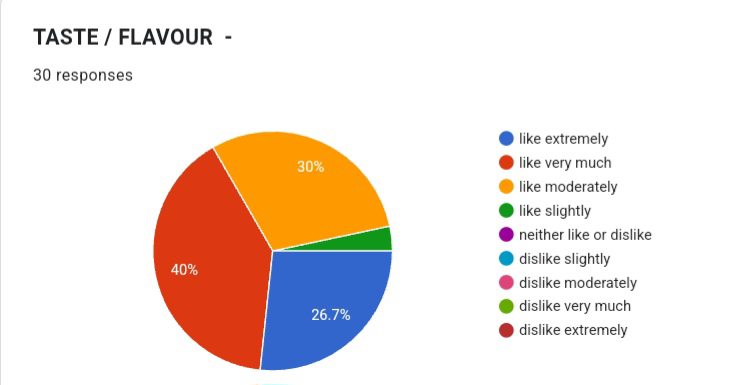 TASTE / FLAVOUR -
30 responses
30%
40%
26.7%
like extremely
like very much
like moderately
like slightly
neither like or dislike
dislike slightly
dislike moderately
dislike very much
dislike extremely